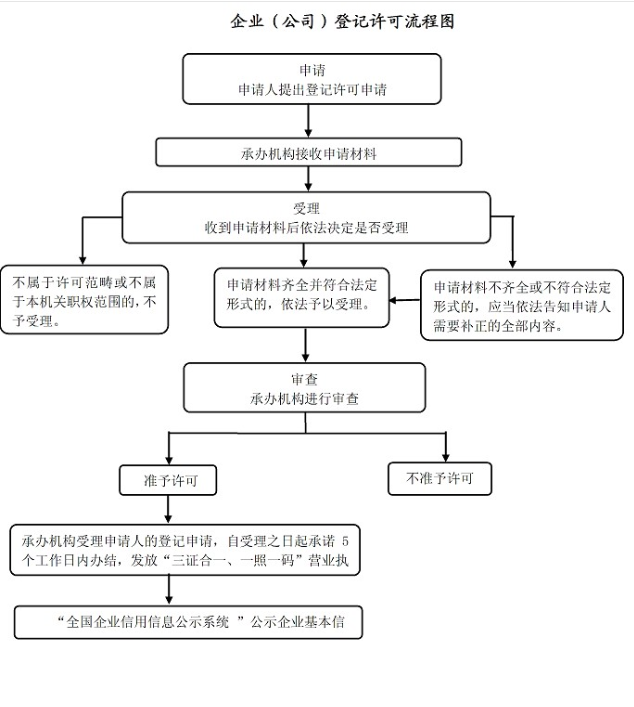 企业（公司）登记许可流程图
申请
申请人提出登记许可申请
承办机构接收申请材料
受理
收到申请材料后依法决定是否受理
不属于许可范畴或不属
于本机关职权范围的，不
予受理。
申请材料齐全并符合法定
形式的，依法予以受理。
申请材料不齐全或不符合法定
形式的，应当依法告知申请人
需要补正的全部内容。
审查
承办机构进行审查
准予许可
不准予许可
承办机构受理申请人的登记申请，自受理之日起承诺 5
个工作日内办结，发放“三证合一、一照一码”营业执
“全国企业信用信息公示系统 ”公示企业基本信